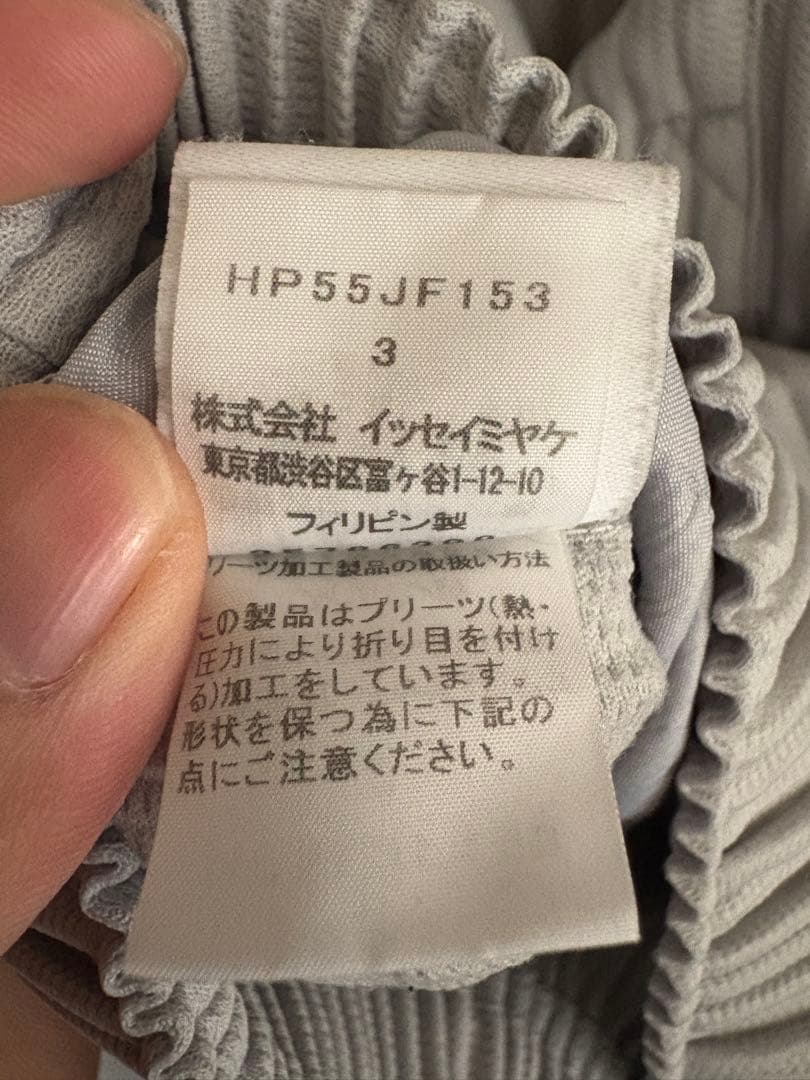 HP55JF153
3
株式会社 イッセイミヤケ
東京都渋谷区富ヶ谷1-12-10
フィリピン製
リーツ加工製品の取扱い方法
この製品はプリーツ(熱・
圧力により折り目を付け
る)加工をしています。
形状を保つ為に下記の
点にご注意ください。